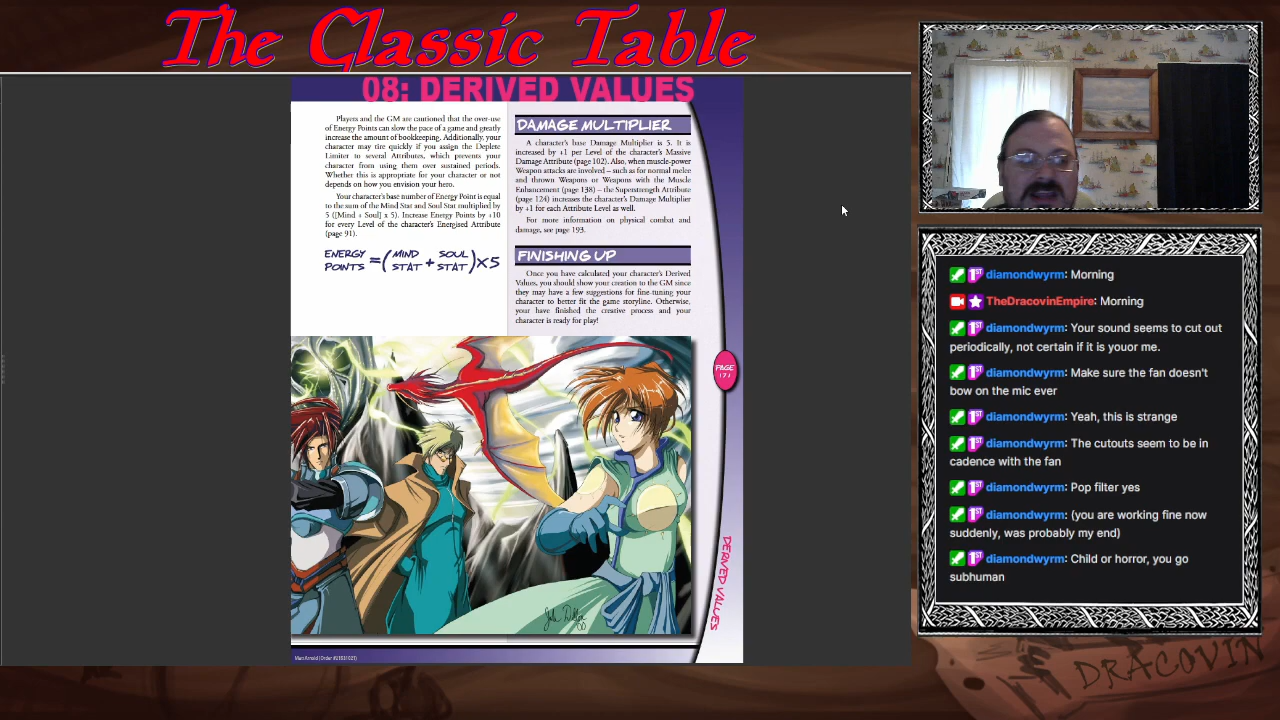 The Classic Table
08: DERIVED VALUES
Players and the GM are cautioned that the over-use
of Energy Points can slow the pace of a game and greatly
increase the amount of bookkeeping. Additionally, your
character may tire quickly if you assign the Deplete
Limiter to several Attributes, which prevents your
character from using them over sustained periods.
Whether this is appropriate for your character or not
depends on how you envision your hero.
Your character's base number of Energy Point is equal
to the sum of the Mind Stat and Soul Stat multiplied by
5 ([Mind + Soul] x 5). Increase Energy Points by +10
for every Level of the character's Energised Attribute
(page 91).
ENERGY POINTS = (MIND STAT + SOUL STAT) x 5
DAMAGE MULTIPLIER
A character's base Damage Multiplier is 5. It is
increased by +1 per Level of the character's Massive
Damage Attribute (page 102). Also, when muscle-power
Weapon attacks are involved – such as for normal melee
and thrown Weapons or Weapons with the Muscle
Enhancement (page 138) – the Superstrength Attribute
(page 124) increases the character's Damage Multiplier
by +1 for each Attribute Level as well.
For more information on physical combat and
damage, see page 193.
FINISHING UP
Once you have calculated your character's Derived
Values, you should show your creation to the GM since
they may have a few suggestions for fine-tuning your
character to better fit the game storyline. Otherwise,
your have finished the creative process and your
character is ready for play!
PAGE
171
DERIVED VALUES
diamondwyrm: Morning
TheDracovinEmpire: Morning
diamondwyrm: Your sound seems to cut out
periodically, not certain if it is youor me.
diamondwyrm: Make sure the fan doesn't
bow on the mic ever
diamondwyrm: Yeah, this is strange
diamondwyrm: The cutouts seem to be in
cadence with the fan
diamondwyrm: Pop filter yes
diamondwyrm: (you are working fine now
suddenly, was probably my end)
diamondwyrm: Child or horror, you go
subhuman
DRACOVIN